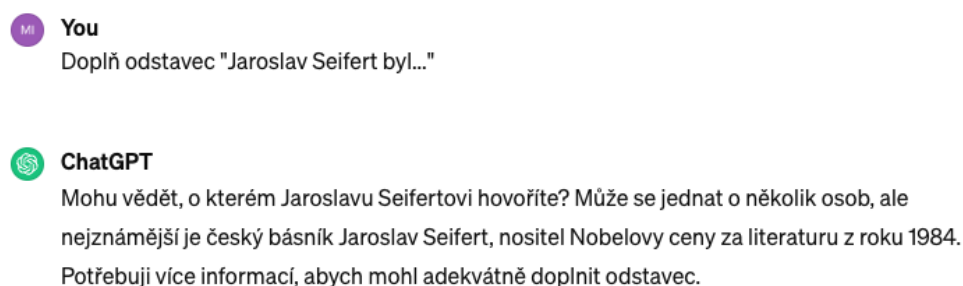 MI
You
Doplň odstavec "Jaroslav Seifert byl..."
ChatGPT
Mohu vědět, o kterém Jaroslavu Seifertovi hovoříte? Může se jednat o několik osob, ale
nejznámější je český básník Jaroslav Seifert, nositel Nobelovy ceny za literaturu z roku 1984.
Potřebuji více informací, abych mohl adekvátně doplnit odstavec.